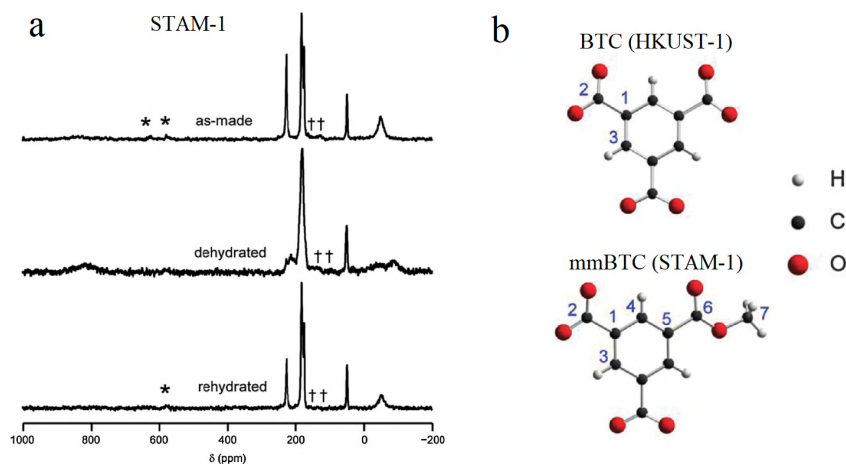 a
STAM-1
* * as-made ††
dehydrated ††
* rehydrated ††
1000 800 600 400 200 0 −200
δ (ppm)
b
BTC (HKUST-1)
2
1
3
mmBTC (STAM-1)
2
4
6
7
1
5
3
H
C
O